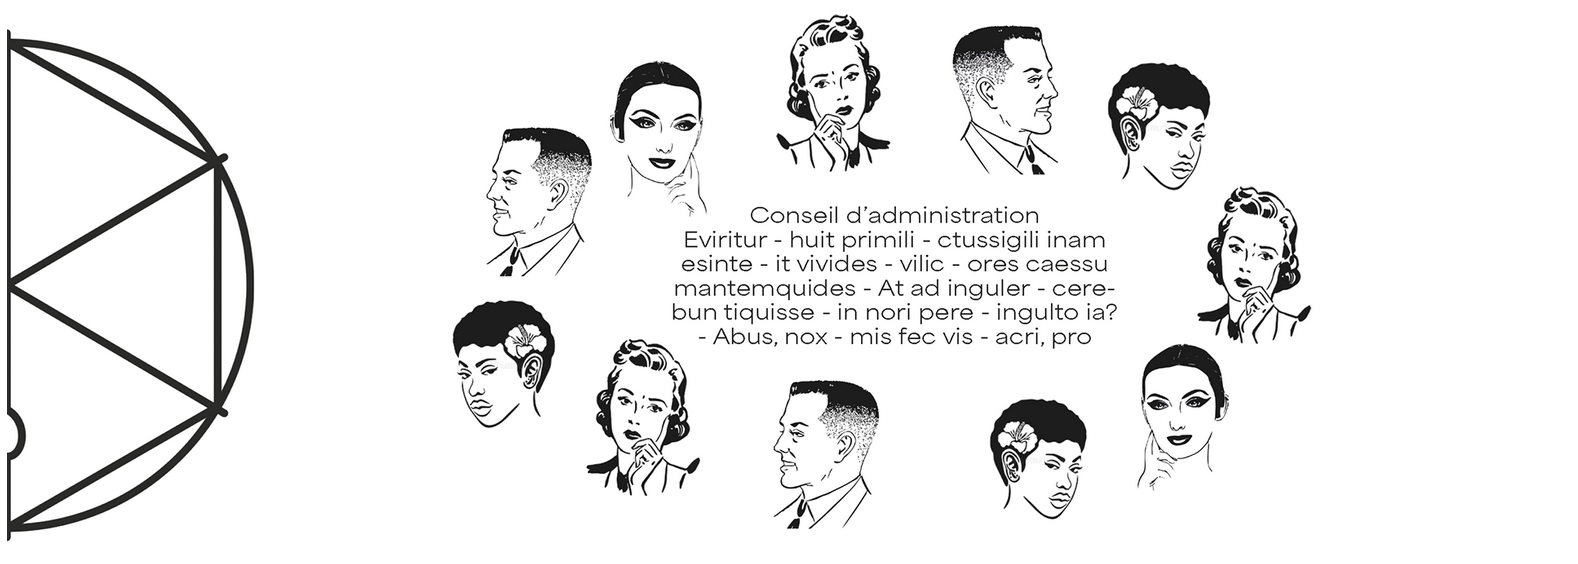 Conseil d’administration
Eviritur - huit primili - ctussigili inam
esinte - it vivides - vilic - ores caessu
mantemquides - At ad inguler - cere-
bun tiquisse - in nori pere - ingulto ia?
- Abus, nox - mis fec vis - acri, pro